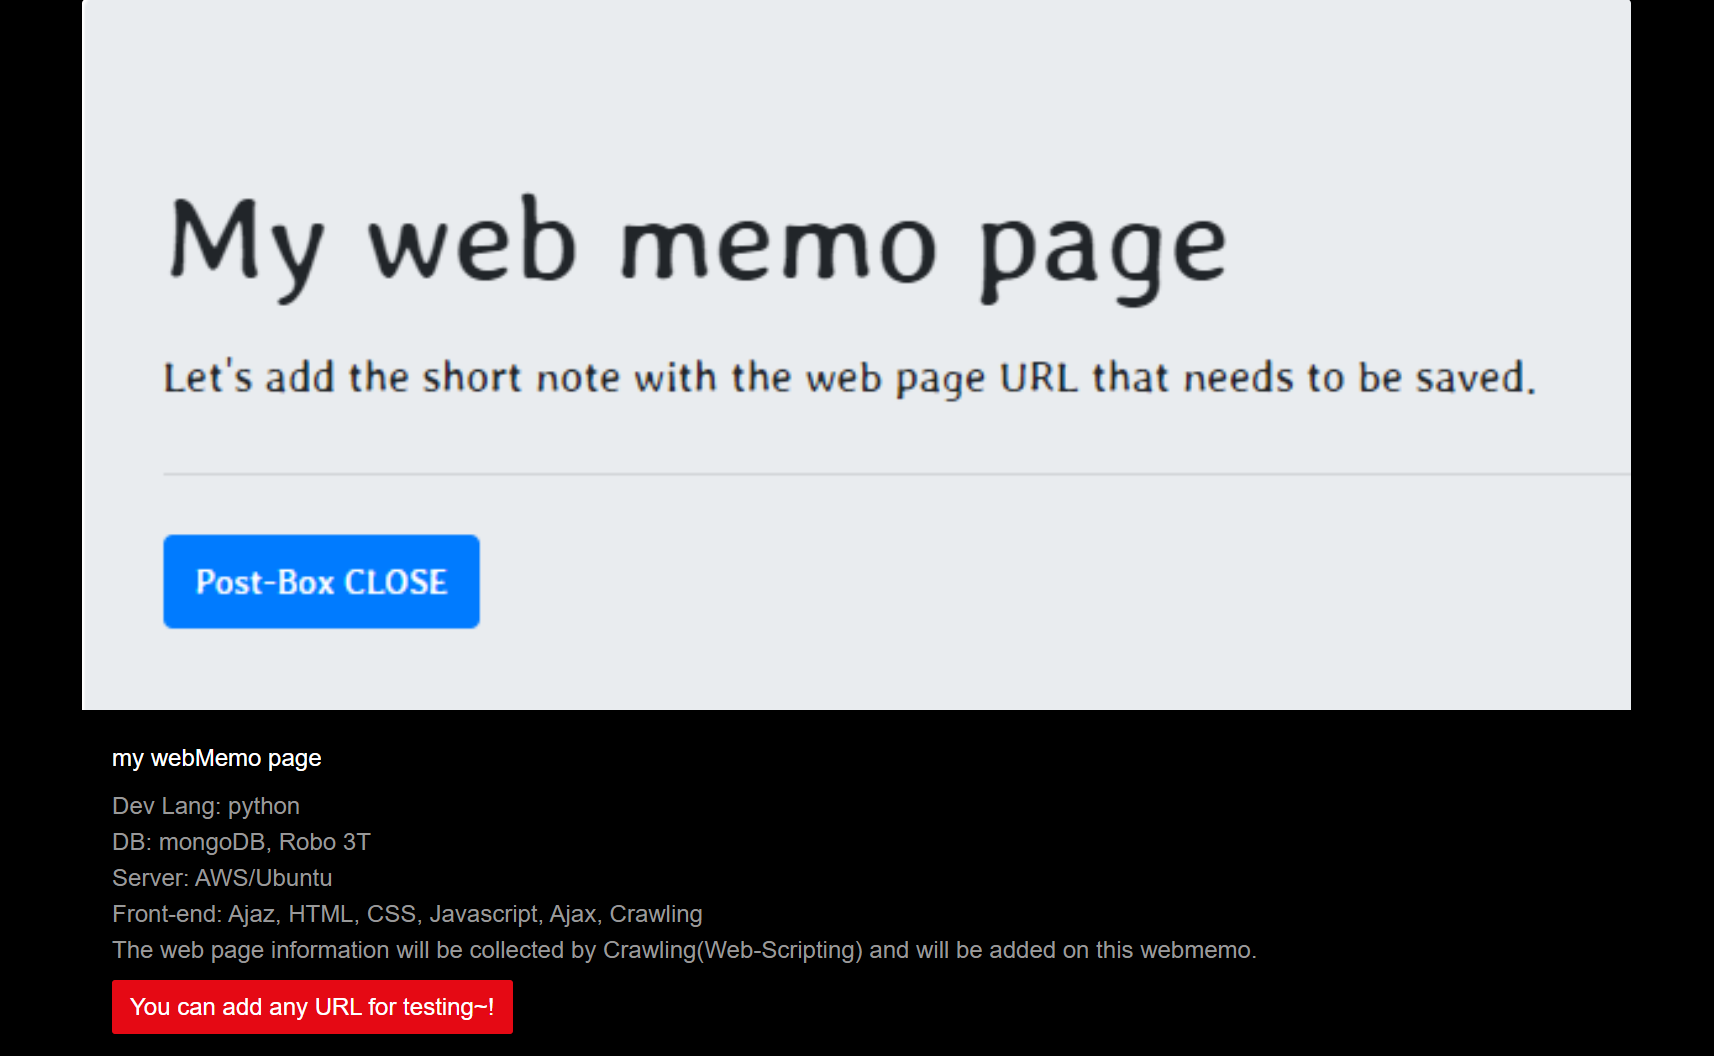 My web memo page
Let's add the short note with the web page URL that needs to be saved.
Post-Box CLOSE
my webMemo page
Dev Lang: python
DB: mongoDB, Robo 3T
Server: AWS/Ubuntu
Front-end: Ajaz, HTML, CSS, Javascript, Ajax, Crawling
The web page information will be collected by Crawling(Web-Scripting) and will be added on this webmemo.
You can add any URL for testing~!